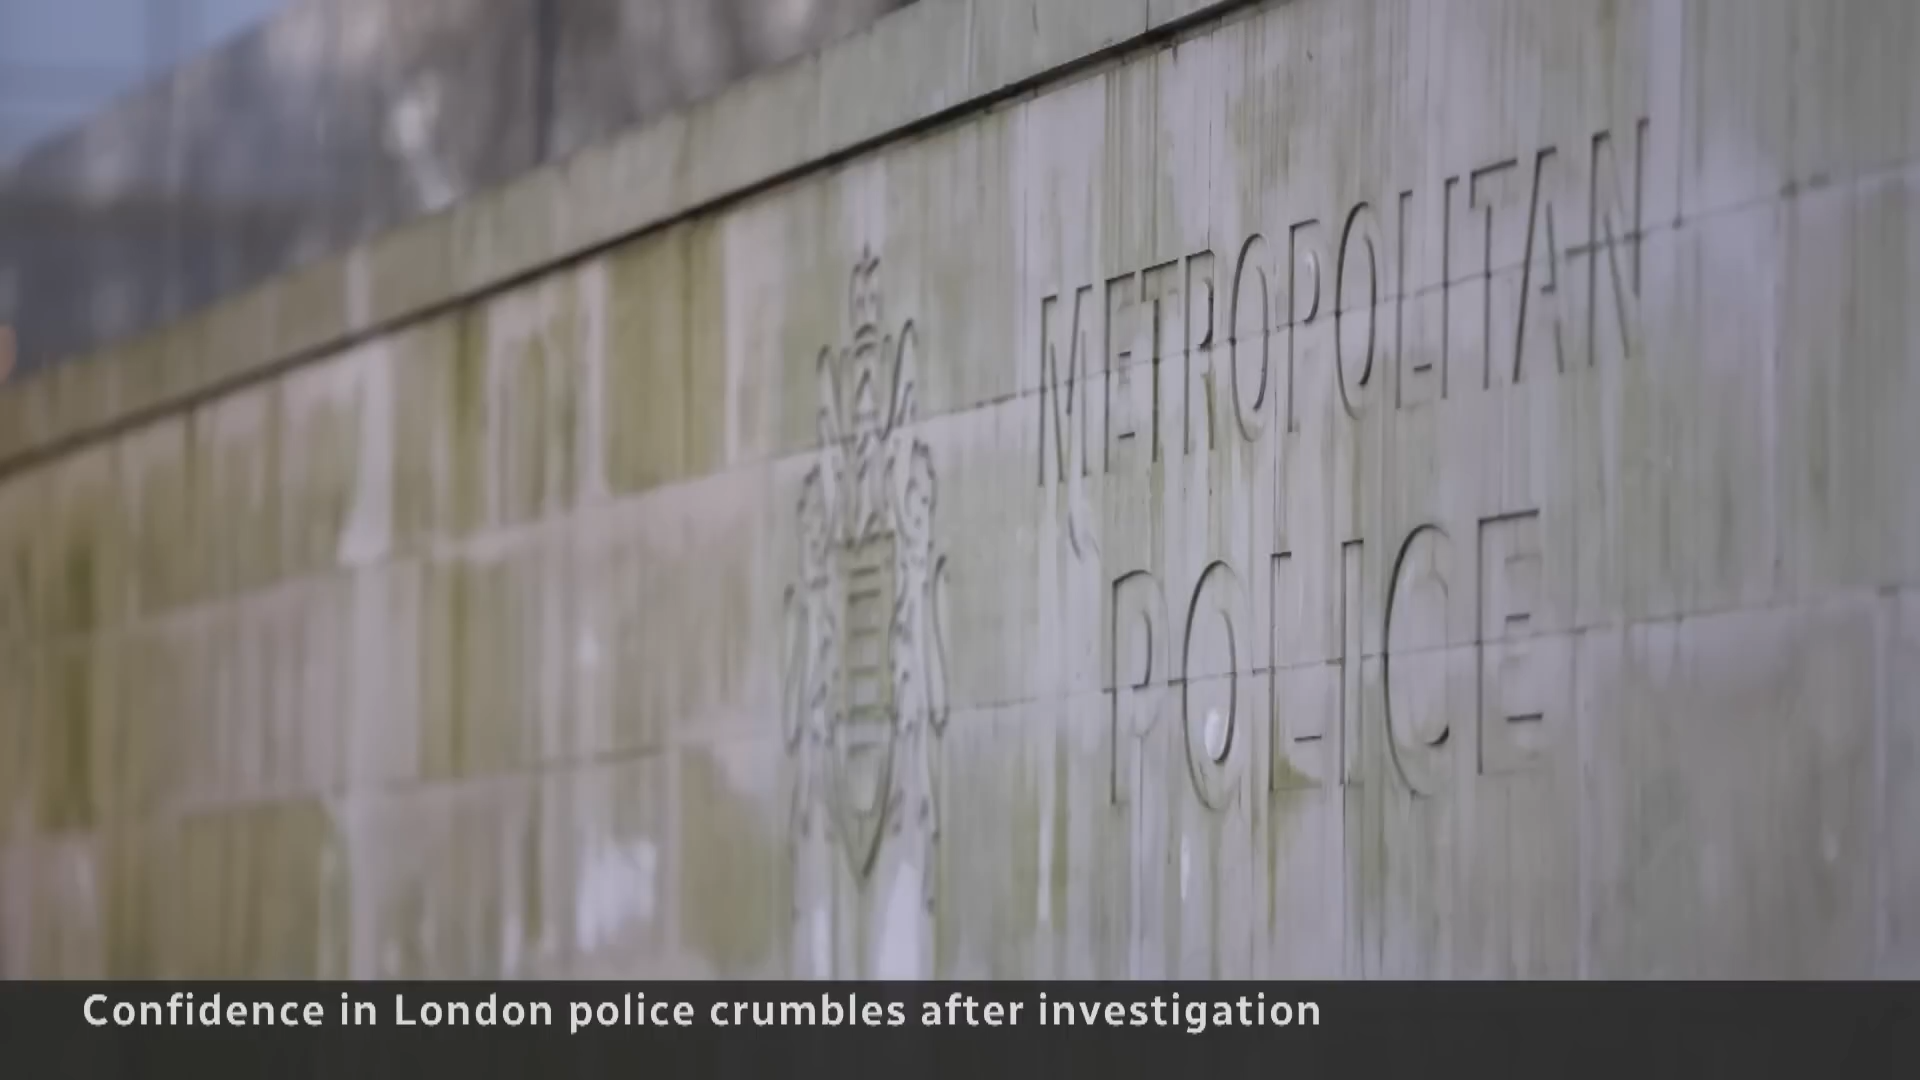 METROPOLITAN
POLICE
Confidence in London police crumbles after investigation